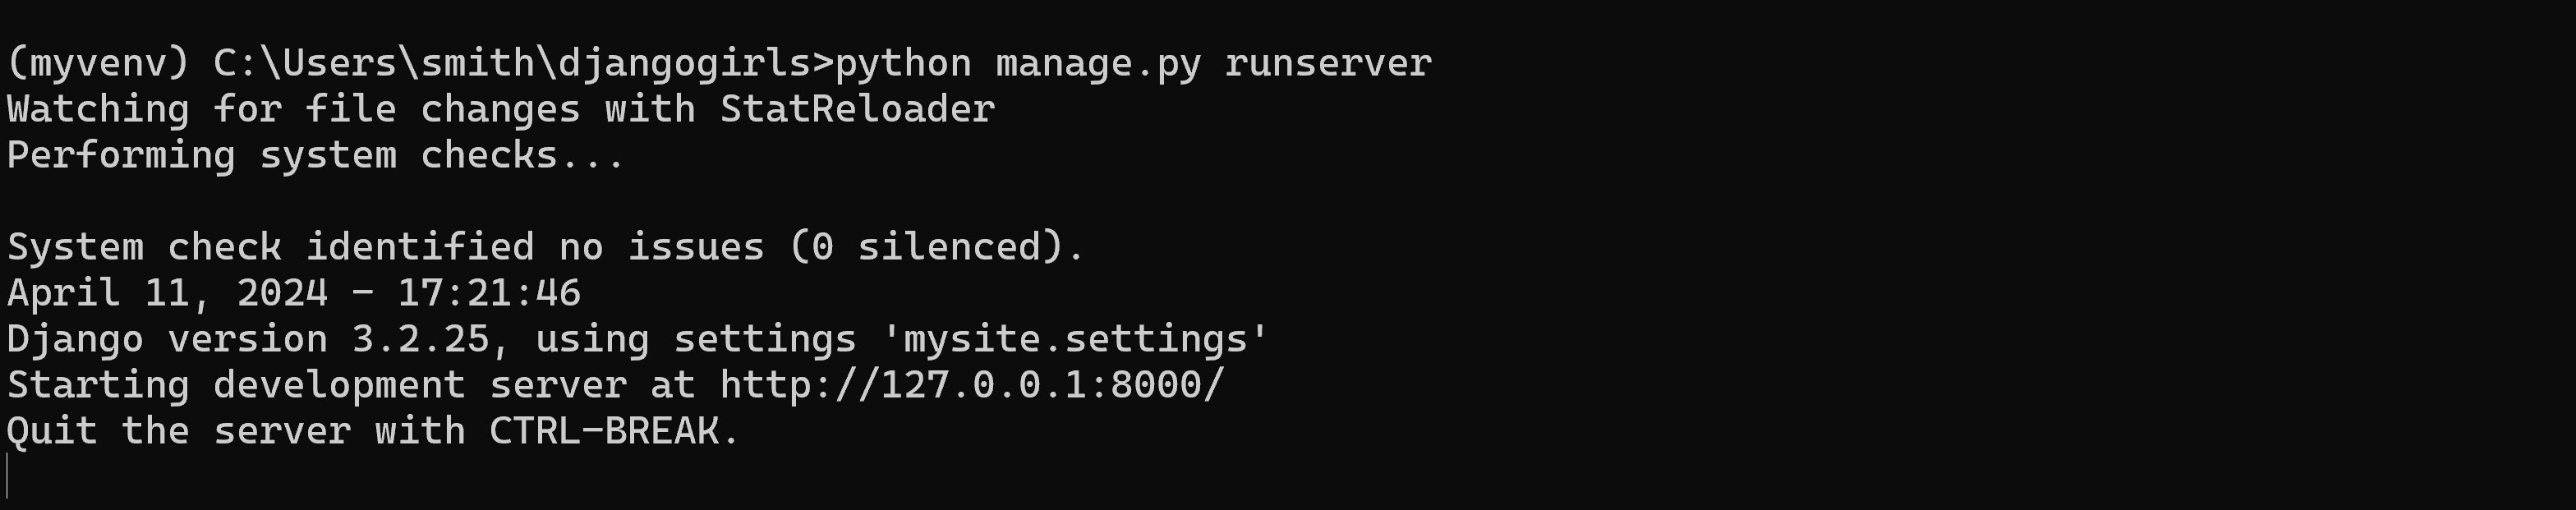 (myvenv) C:\Users\smith\djangogirls>python manage.py runserver
Watching for file changes with StatReloader
Performing system checks...
System check identified no issues (0 silenced).
April 11, 2024 - 17:21:46
Django version 3.2.25, using settings 'mysite.settings'
Starting development server at http://127.0.0.1:8000/
Quit the server with CTRL-BREAK.